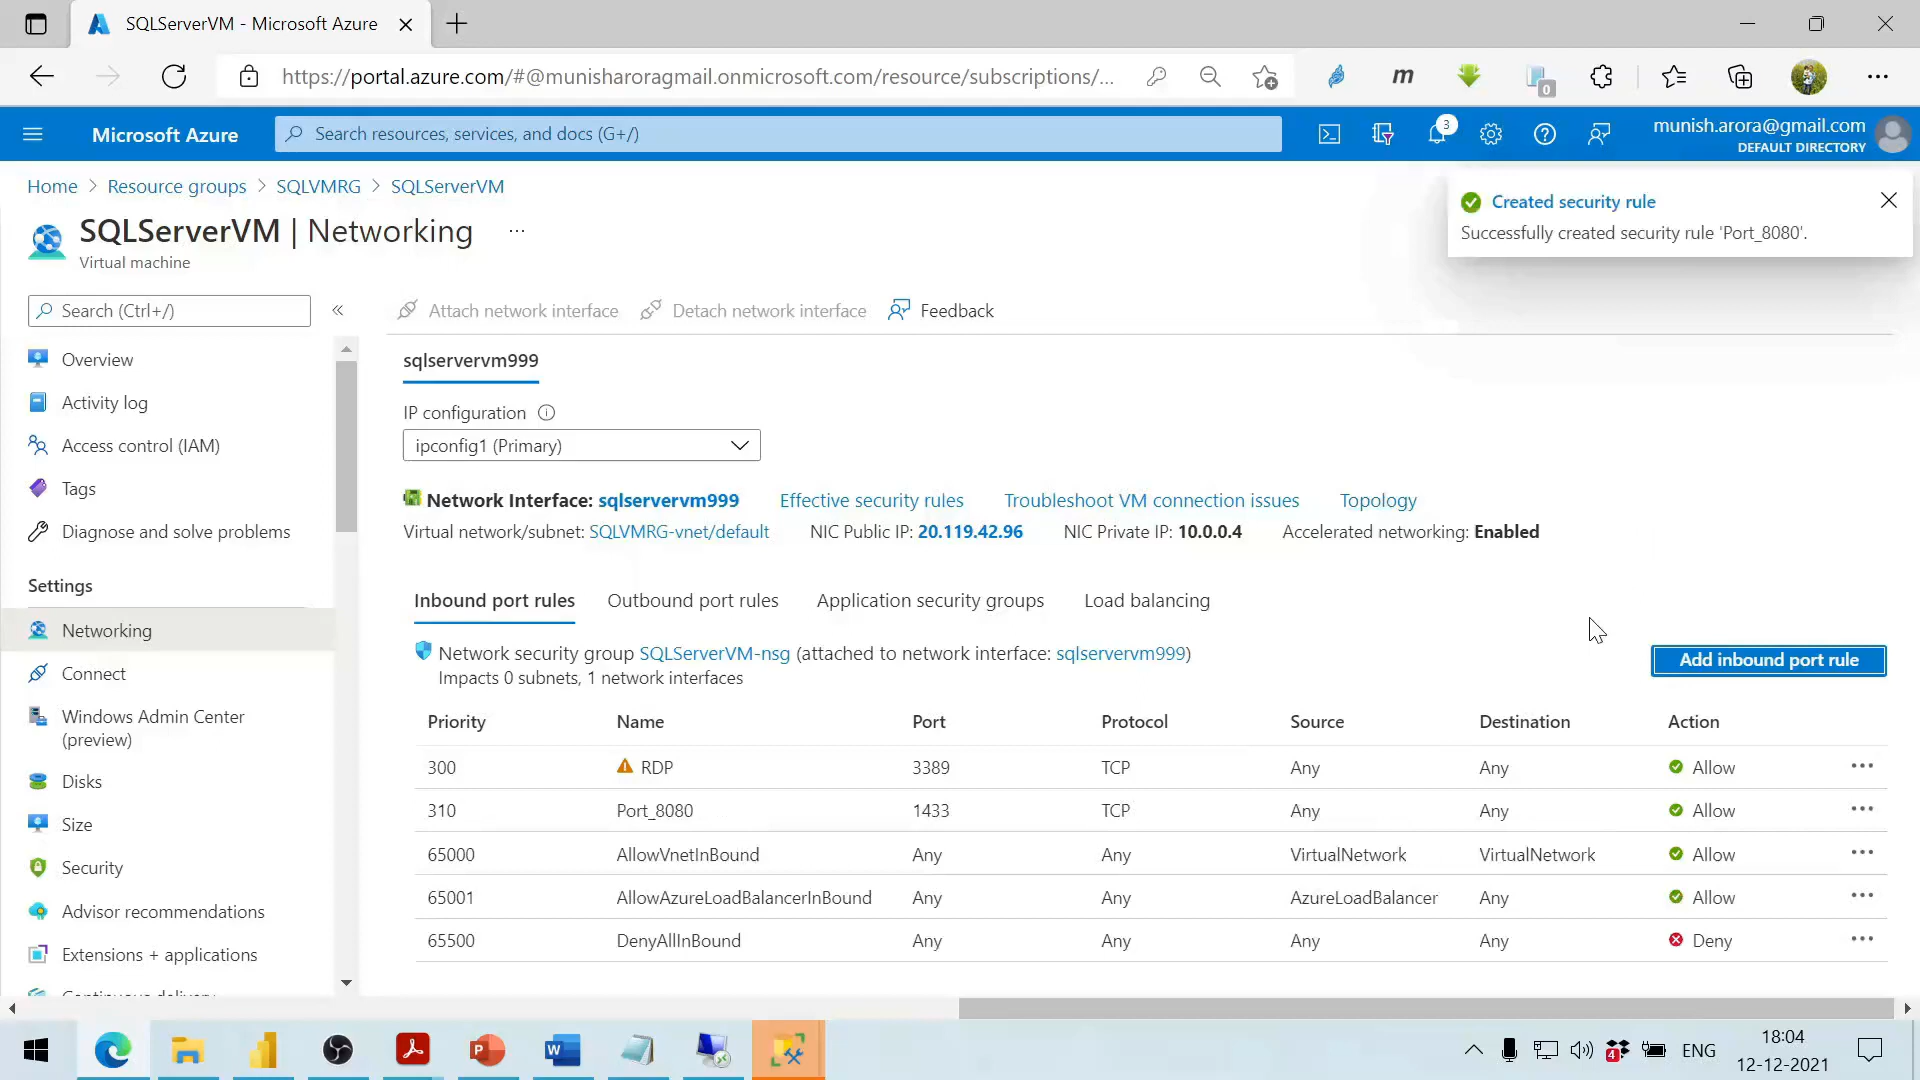 SQLServerVM - Microsoft Azure
https://portal.azure.com/#@munisharoragmail.onmicrosoft.com/resource/subscriptions/...
m
0
Microsoft Azure
Search resources, services, and docs (G+/)
3
munish.arora@gmail.com
DEFAULT DIRECTORY
Home > Resource groups > SQLVMRG > SQLServerVM
Created security rule
Successfully created security rule 'Port_8080'.
SQLServerVM | Networking ...
Virtual machine
Search (Ctrl+/)
«
Overview
Activity log
Access control (IAM)
Tags
Diagnose and solve problems
Settings
Networking
Connect
Windows Admin Center
(preview)
Disks
Size
Security
Advisor recommendations
Extensions + applications
Continuous delivery
Attach network interface Detach network interface Feedback
sqlservervm999
IP configuration
ipconfig1 (Primary)
Network Interface: sqlservervm999 Effective security rules Troubleshoot VM connection issues Topology
Virtual network/subnet: SQLVMRG-vnet/default NIC Public IP: 20.119.42.96 NIC Private IP: 10.0.0.4 Accelerated networking: Enabled
Inbound port rules Outbound port rules Application security groups Load balancing
Network security group SQLServerVM-nsg (attached to network interface: sqlservervm999)
Impacts 0 subnets, 1 network interfaces
Add inbound port rule
Priority Name Port Protocol Source Destination Action
300 RDP 3389 TCP Any Any Allow ...
310 Port_8080 1433 TCP Any Any Allow ...
65000 AllowVnetInBound Any Any VirtualNetwork VirtualNetwork Allow ...
65001 AllowAzureLoadBalancerInBound Any Any AzureLoadBalancer Any Allow ...
65500 DenyAllInBound Any Any Any Any Deny ...
4
ENG
18:04
12-12-2021